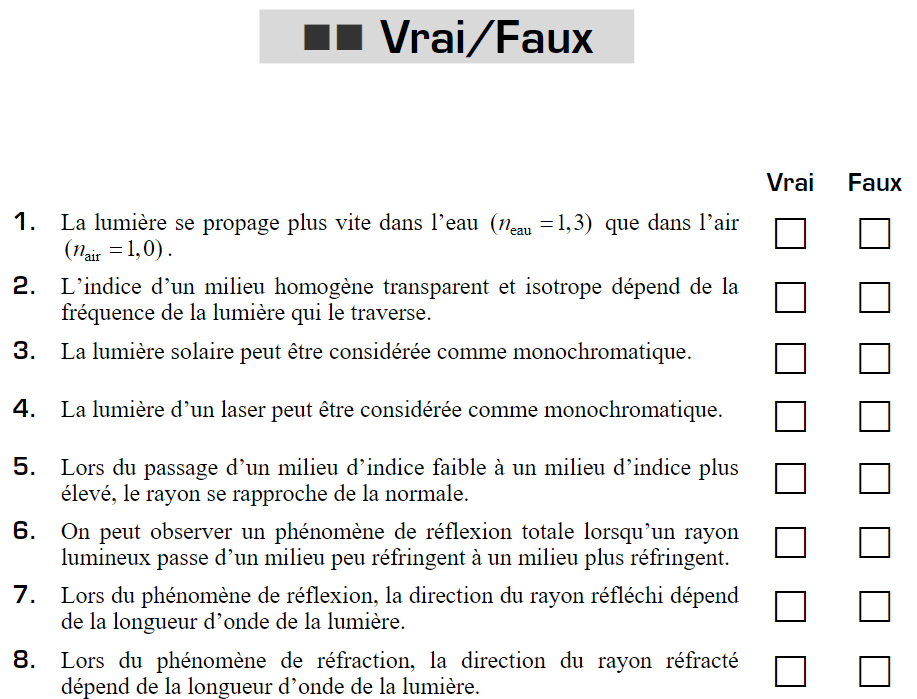 Vrai/Faux
Vrai Faux
1. La lumière se propage plus vite dans l’eau (n_eau = 1,3) que dans l’air
(n_air = 1,0).
2. L’indice d’un milieu homogène transparent et isotrope dépend de la
fréquence de la lumière qui le traverse.
3. La lumière solaire peut être considérée comme monochromatique.
4. La lumière d’un laser peut être considérée comme monochromatique.
5. Lors du passage d’un milieu d’indice faible à un milieu d’indice plus
élevé, le rayon se rapproche de la normale.
6. On peut observer un phénomène de réflexion totale lorsqu’un rayon
lumineux passe d’un milieu peu réfringent à un milieu plus réfringent.
7. Lors du phénomène de réflexion, la direction du rayon réfléchi dépend
de la longueur d’onde de la lumière.
8. Lors du phénomène de réfraction, la direction du rayon réfracté
dépend de la longueur d’onde de la lumière.